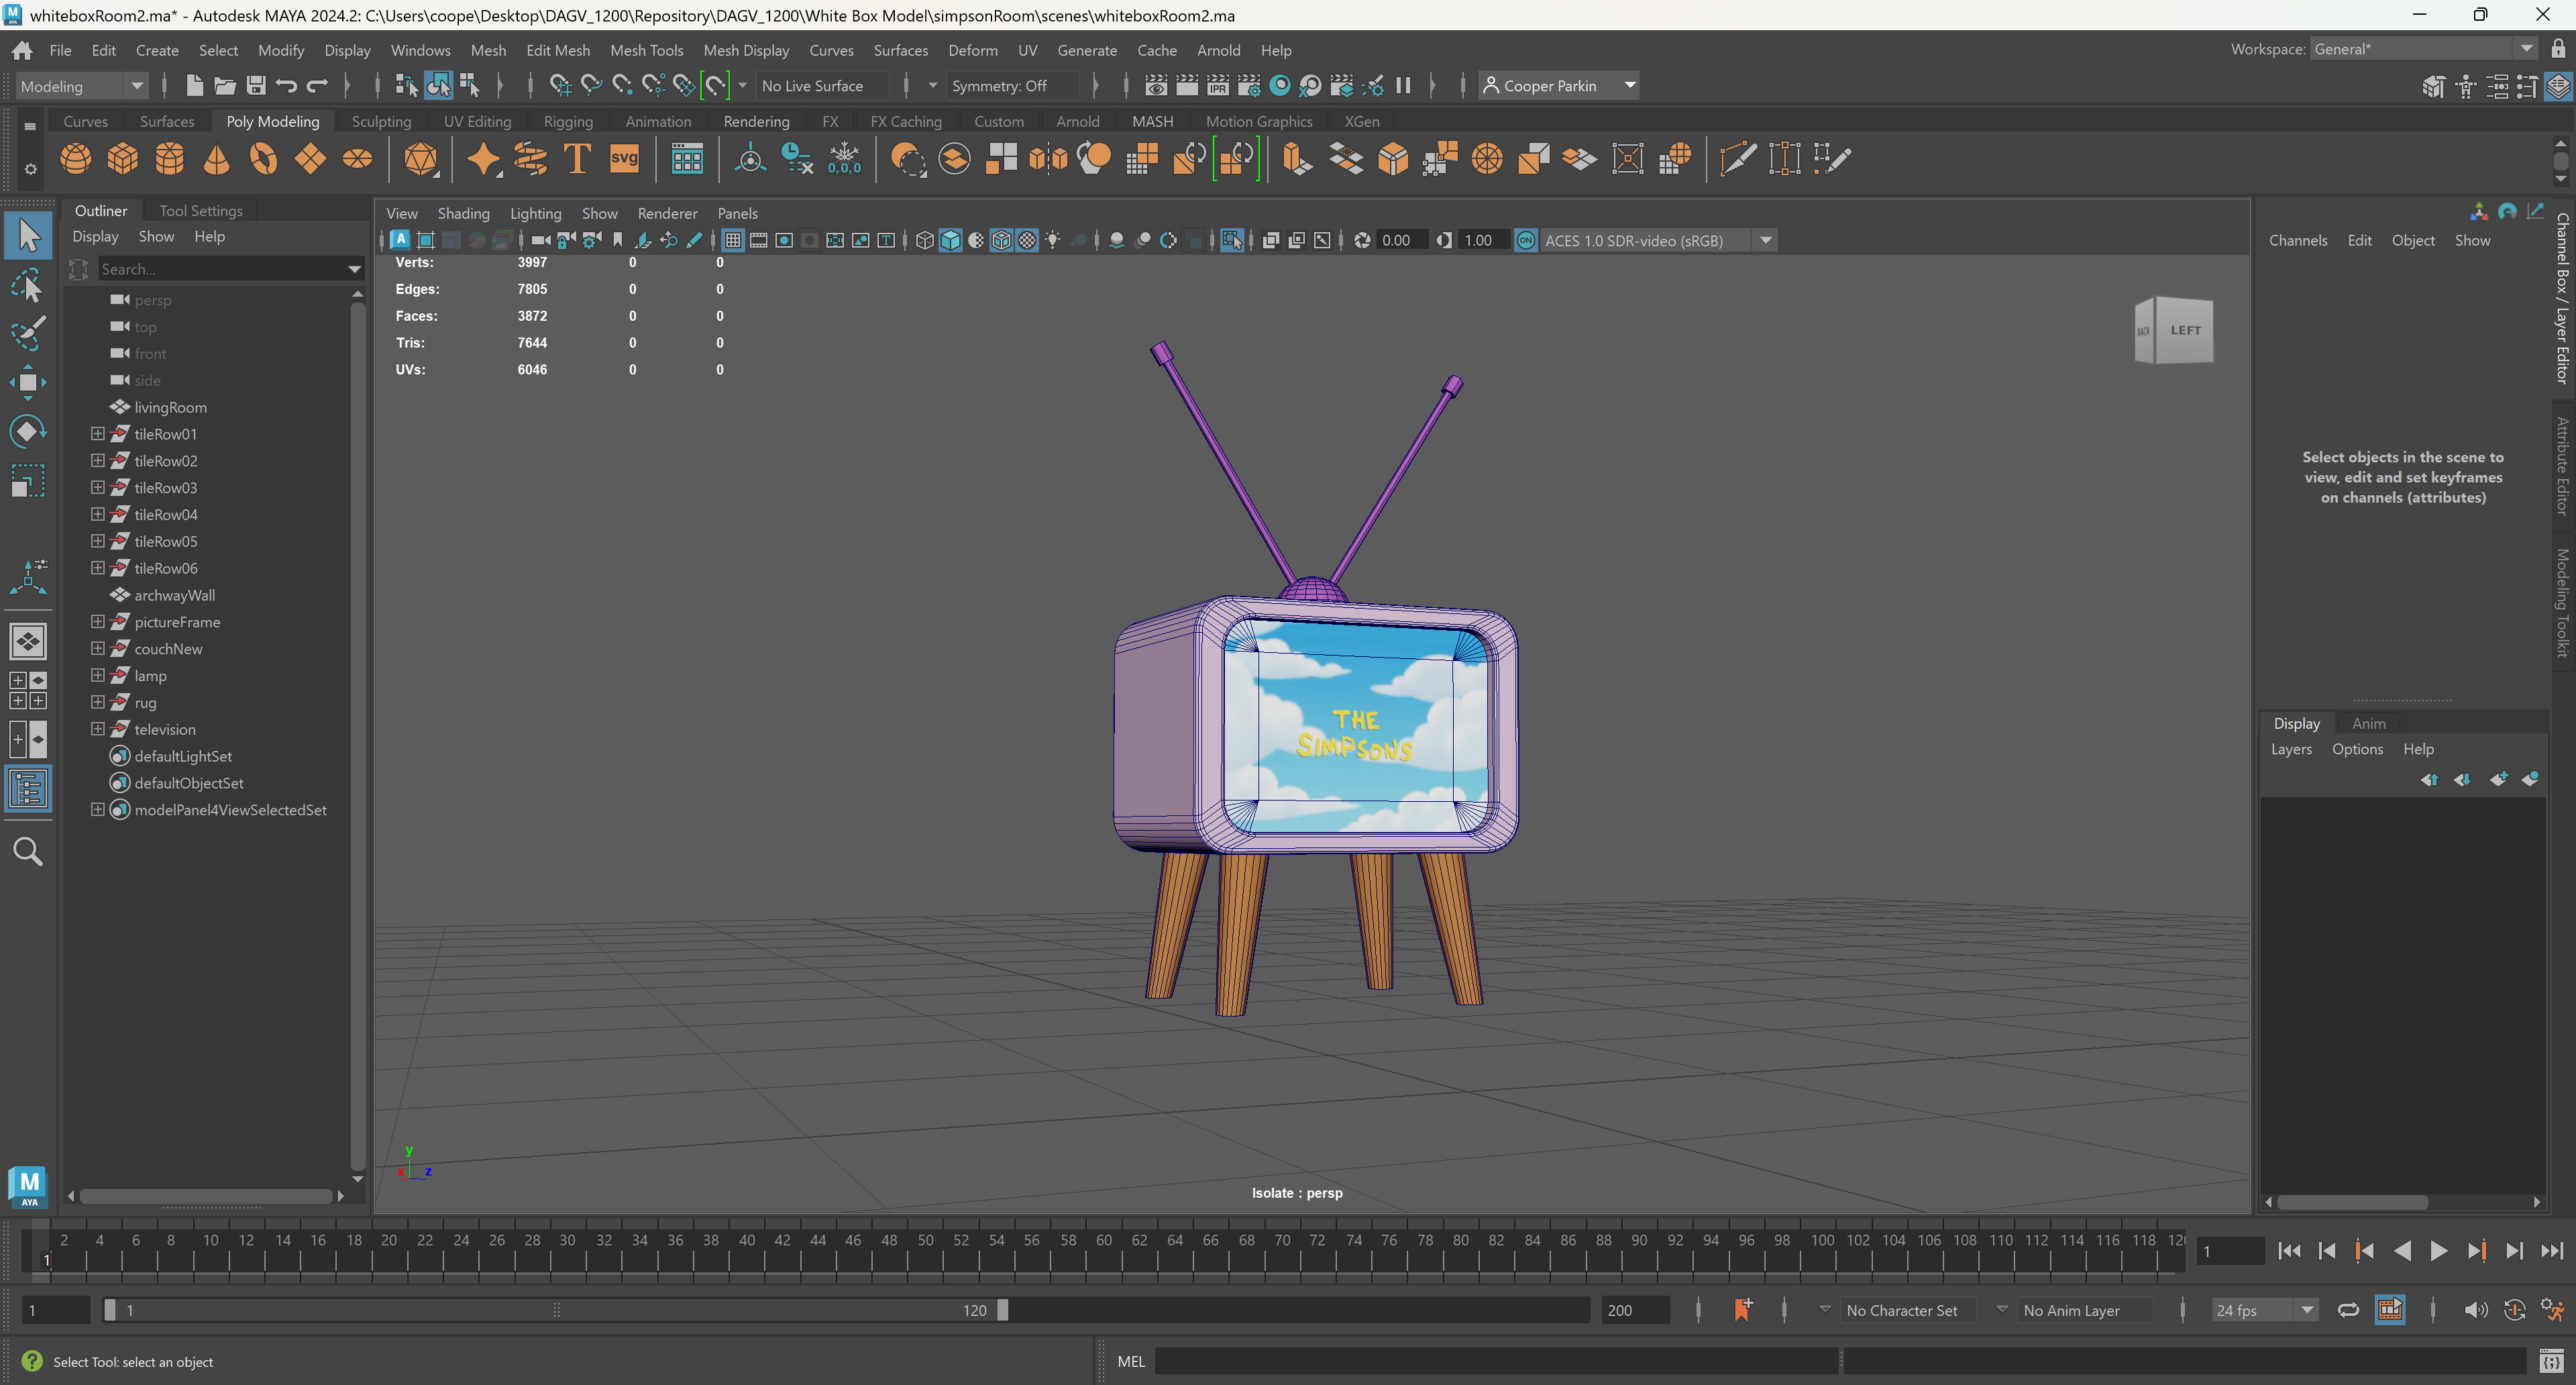 whiteboxRoom2.ma* - Autodesk MAYA 2024.2: C:\Users\coope\Desktop\DAGV_1200\Repository\DAGV_1200\White Box Model\simpsonRoom\scenes\whiteboxRoom2.ma
File Edit Create Select Modify Display Windows Mesh Edit Mesh Mesh Tools Mesh Display Curves Surfaces Deform UV Generate Cache Arnold Help
Workspace: General*
Modeling
No Live Surface
Symmetry: Off
IPR
Cooper Parkin
Curves Surfaces Poly Modeling Sculpting UV Editing Rigging Animation Rendering FX FX Caching Custom Arnold MASH Motion Graphics XGen
T
svg
0,0,0
Outliner Tool Settings
Display Show Help
Search...
persp
top
front
side
livingRoom
tileRow01
tileRow02
tileRow03
tileRow04
tileRow05
tileRow06
archwayWall
pictureFrame
couchNew
lamp
rug
television
defaultLightSet
defaultObjectSet
modelPanel4ViewSelectedSet
M
AYA
View Shading Lighting Show Renderer Panels
0.00
1.00
ON
ACES 1.0 SDR-video (sRGB)
Verts: 3997 0 0
Edges: 7805 0 0
Faces: 3872 0 0
Tris: 7644 0 0
UVs: 6046 0 0
BACK
LEFT
THE
SIMPSONS
y
x z
Isolate : persp
Channels Edit Object Show
Select objects in the scene to
view, edit and set keyframes
on channels (attributes)
Channel Box / Layer Editor
Attribute Editor
Modeling Toolkit
Display Anim
Layers Options Help
1 2 4 6 8 10 12 14 16 18 20 22 24 26 28 30 32 34 36 38 40 42 44 46 48 50 52 54 56 58 60 62 64 66 68 70 72 74 76 78 80 82 84 86 88 90 92 94 96 98 100 102 104 106 108 110 112 114 116 118 120
1
1
1
120
200
No Character Set
No Anim Layer
24 fps
Select Tool: select an object
MEL